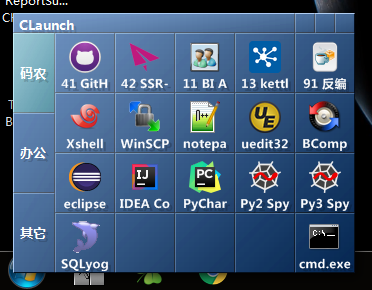 Reportsu...
CLaunch
码农
41 GitH
42 SSR-
11 BI A
13 kettl
91 反编
Xshell
WinSCP
notepa
uedit32
BComp
办公
eclipse
IDEA Co
PyChar
Py2 Spy
Py3 Spy
其它
SQLyog
cmd.exe